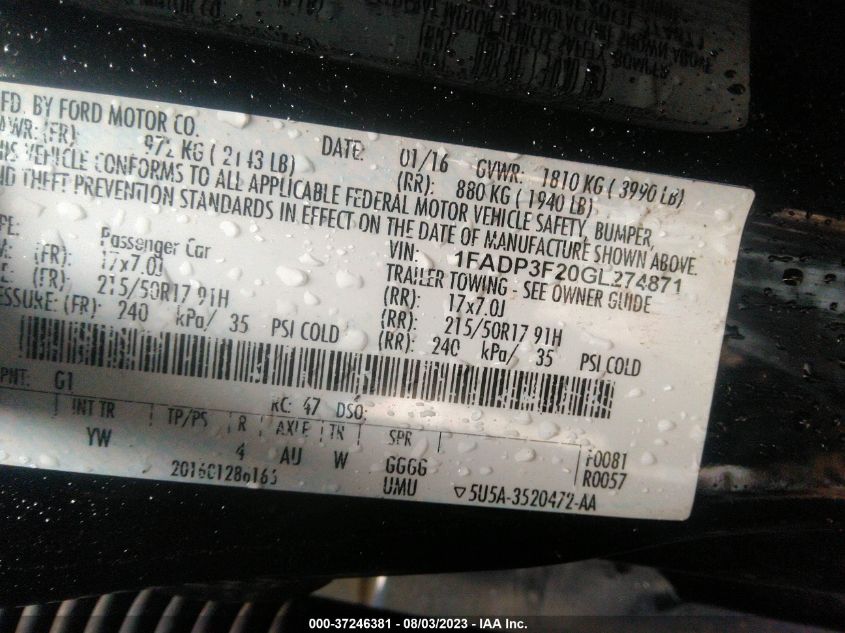 FD. BY FORD MOTOR CO.
DATE: 01/16 GVWR: 1810 KG ( 3990 LB)
AWR: (FR) 972 KG ( 2143 LB) (RR): 880 KG ( 1940 LB)
IS VEHICLE CONFORMS TO ALL APPLICABLE FEDERAL MOTOR VEHICLE SAFETY, BUMPER,
ND THEFT PREVENTION STANDARDS IN EFFECT ON THE DATE OF MANUFACTURE SHOWN ABOVE.
VIN: 1FADP3F20GL274871
PE: Passenger Car TRAILER TOWING - SEE OWNER GUIDE
M: (FR): 17x7.0J (RR): 17x7.0J
(FR): 215/50R17 91H (RR): 215/50R17 91H
ESSURE: (FR): 240 kPa/ 35 PSI COLD (RR): 240 kPa/ 35 PSI COLD
PNT: G1
RC: 47 DSO:
INT TR TP/PS R AXLE TR SPR
YW 4 AU W GGGG
UMU
F0081
R0057
5U5A-3520472-AA
000-37246381 - 08/03/2023 - IAA Inc.